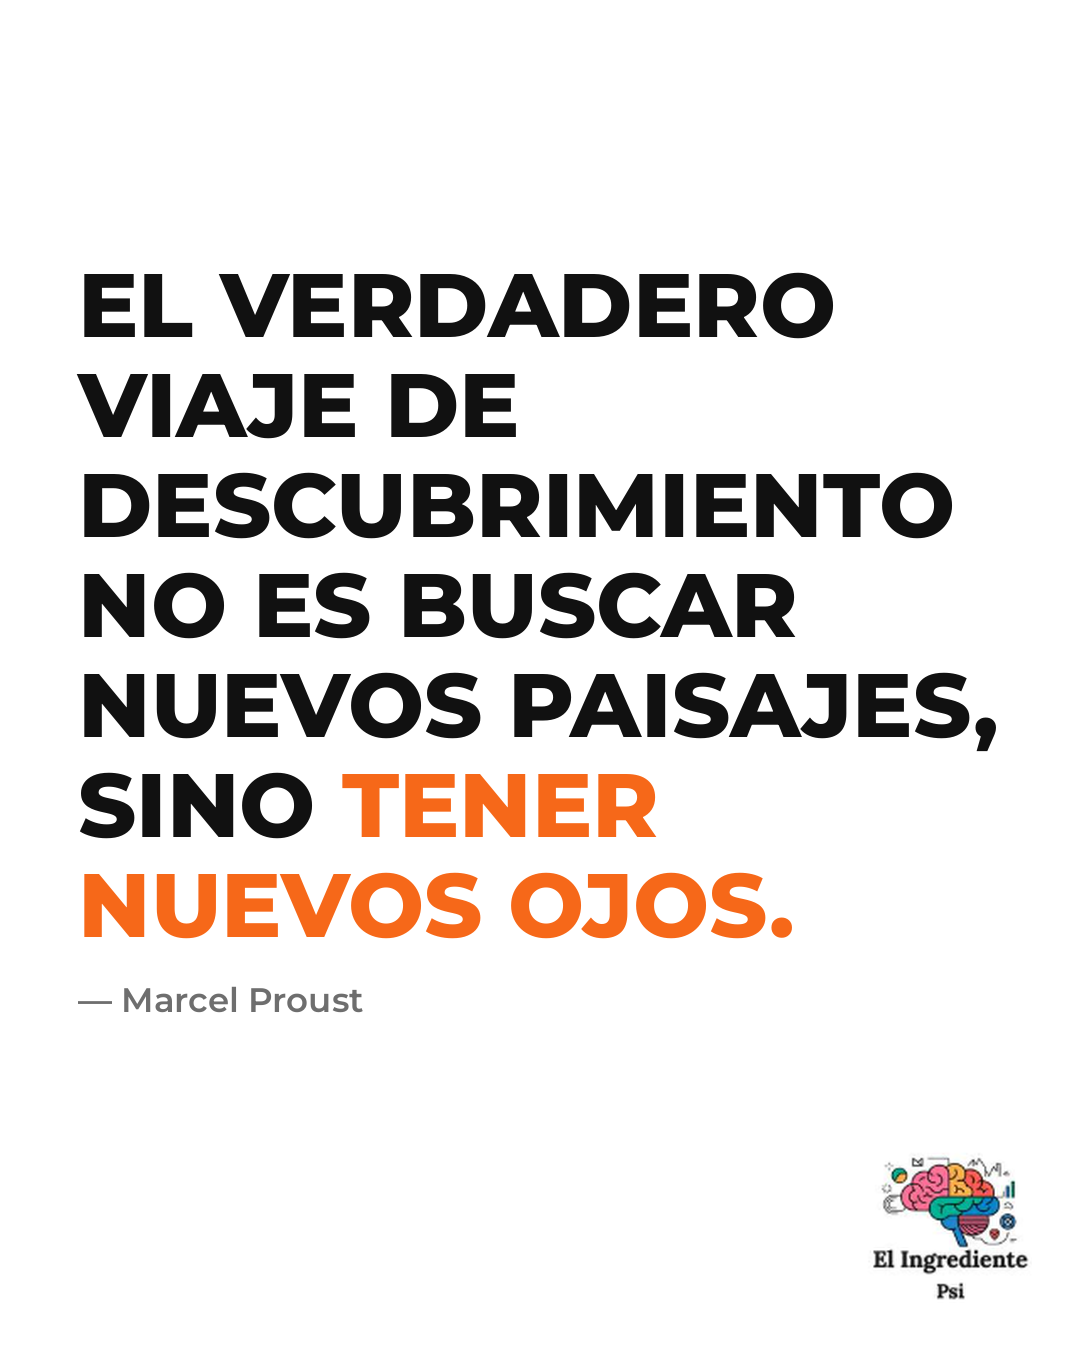 EL VERDADERO
VIAJE DE
DESCUBRIMIENTO
NO ES BUSCAR
NUEVOS PAISAJES,
SINO TENER
NUEVOS OJOS.
— Marcel Proust
El Ingrediente
Psi